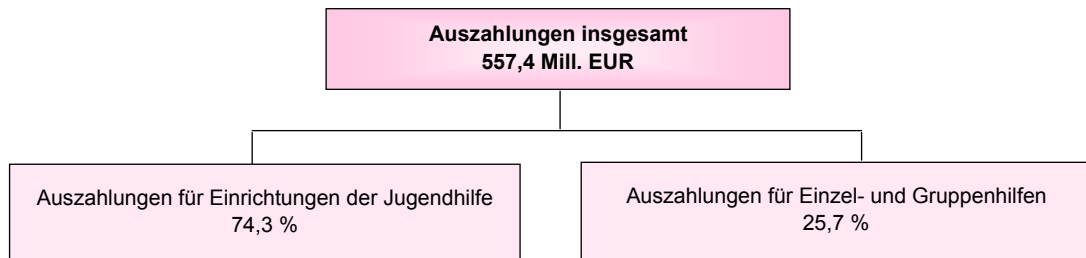 Auszahlungen insgesamt
557,4 Mill. EUR
Auszahlungen für Einrichtungen der Jugendhilfe
74,3 %
Auszahlungen für Einzel- und Gruppenhilfen
25,7 %